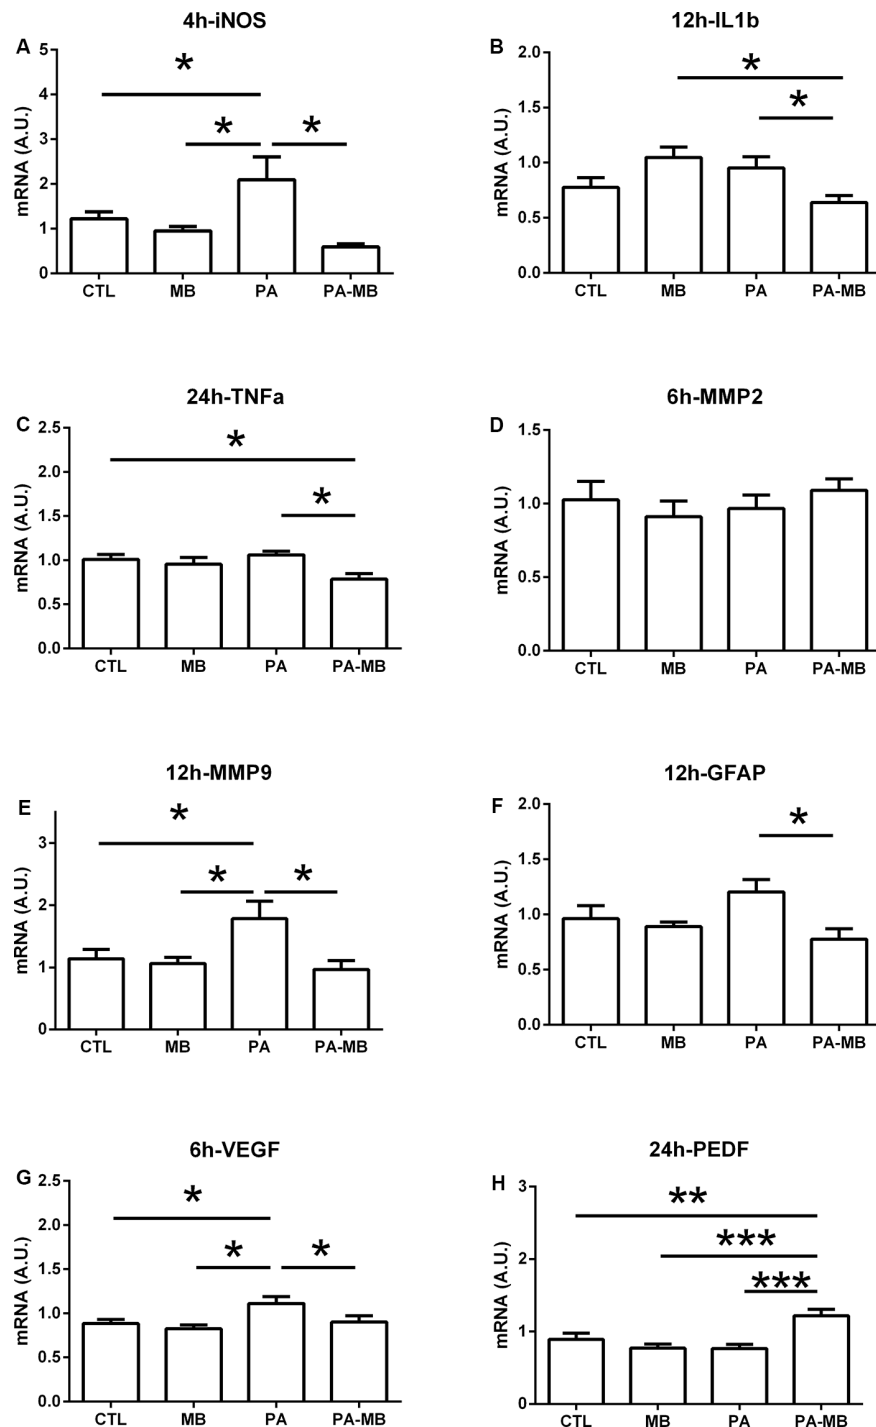 4h-iNOS
A
mRNA (A.U.)
5
4
3
2
1
0
*
*
*
CTL MB PA PA-MB
12h-IL1b
B
mRNA (A.U.)
2.0
1.5
1.0
0.5
0.0
*
*
CTL MB PA PA-MB
24h-TNFa
C
mRNA (A.U.)
2.5
2.0
1.5
1.0
0.5
0.0
*
*
CTL MB PA PA-MB
6h-MMP2
D
mRNA (A.U.)
1.5
1.0
0.5
0.0
CTL MB PA PA-MB
12h-MMP9
E
mRNA (A.U.)
3
2
1
0
*
*
*
CTL MB PA PA-MB
12h-GFAP
F
mRNA (A.U.)
2.0
1.5
1.0
0.5
0.0
*
CTL MB PA PA-MB
6h-VEGF
G
mRNA (A.U.)
2.5
2.0
1.5
1.0
0.5
0.0
*
*
*
CTL MB PA PA-MB
24h-PEDF
H
mRNA (A.U.)
3
2
1
0
**
***
***
CTL MB PA PA-MB